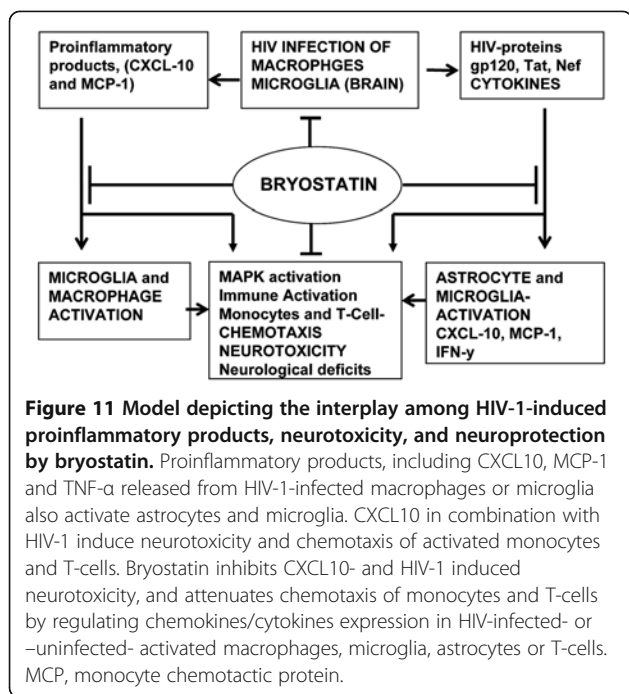 Proinflammatory
products, (CXCL-10
and MCP-1)
HIV INFECTION OF
MACROPHGES
MICROGLIA (BRAIN)
HIV-proteins
gp120, Tat, Nef
CYTOKINES
BRYOSTATIN
MICROGLIA and
MACROPHAGE
ACTIVATION
MAPK activation
Immune Activation
Monocytes and T-Cell-
CHEMOTAXIS
NEUROTOXICITY
Neurological deficits
ASTROCYTE and
MICROGLIA-
ACTIVATION
CXCL-10, MCP-1,
IFN-y
Figure 11 Model depicting the interplay among HIV-1-induced
proinflammatory products, neurotoxicity, and neuroprotection
by bryostatin. Proinflammatory products, including CXCL10, MCP-1
and TNF-α released from HIV-1-infected macrophages or microglia
also activate astrocytes and microglia. CXCL10 in combination with
HIV-1 induce neurotoxicity and chemotaxis of activated monocytes
and T-cells. Bryostatin inhibits CXCL10- and HIV-1 induced
neurotoxicity, and attenuates chemotaxis of monocytes and T-cells
by regulating chemokines/cytokines expression in HIV-infected- or
–uninfected- activated macrophages, microglia, astrocytes or T-cells.
MCP, monocyte chemotactic protein.